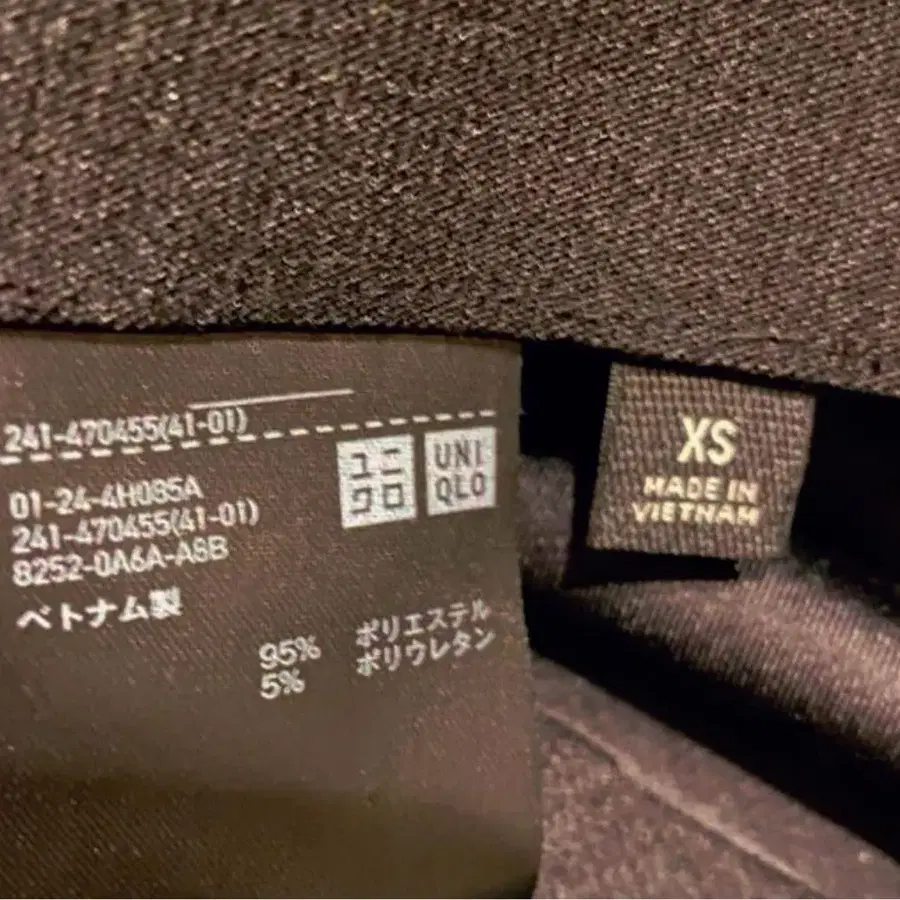 241-470455(41-01)
ユニ
クロ
UNI
QLO
01-24-4H085A
241-470455(41-01)
8252-0A6A-A8B
ベトナム製
95% ポリエステル
5% ポリウレタン
XS
MADE IN
VIETNAM